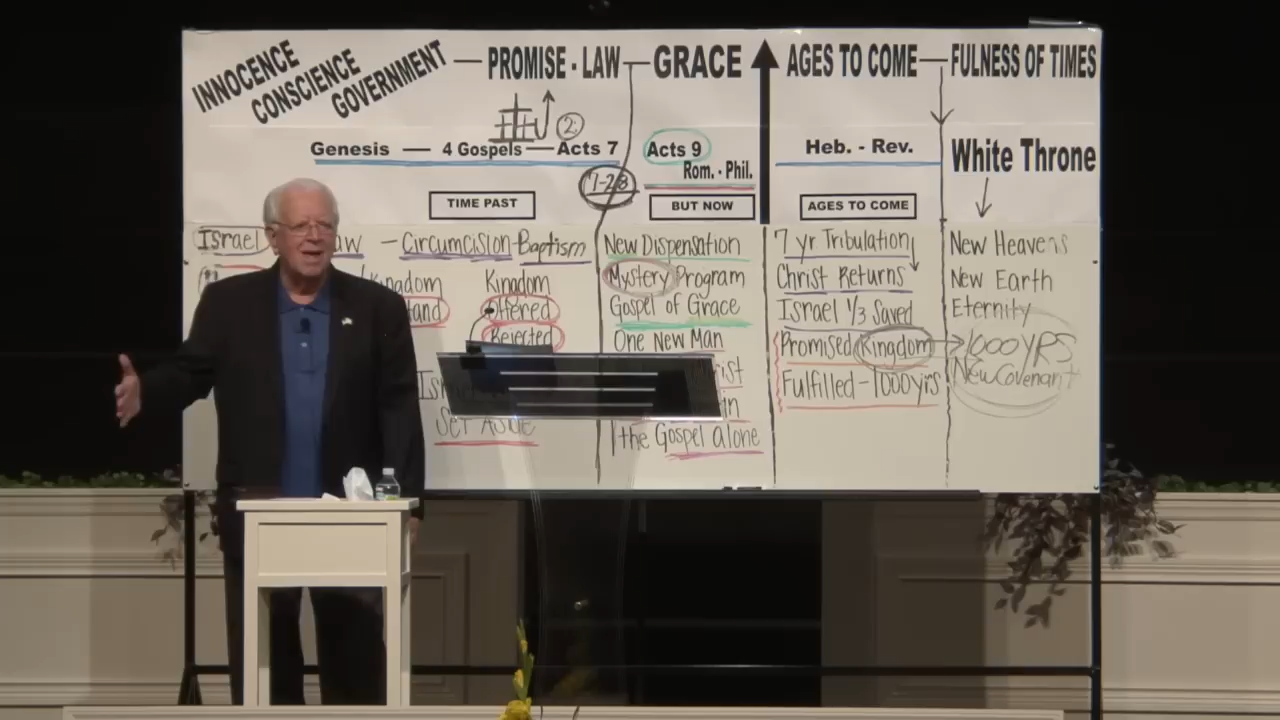 INNOCENCE
CONSCIENCE
GOVERNMENT — PROMISE - LAW — GRACE AGES TO COME — FULNESS OF TIMES
2:
Genesis — 4 Gospels — Acts 7 Acts 9 Heb. - Rev. White Throne
Rom. - Phil.
1-28
TIME PAST BUT NOW AGES TO COME
Israel — Circumcision - Baptism New Dispensation 7 yr Tribulation New Heavens
Kingdom Mystery Program Christ Returns New Earth
Offered Gospel of Grace Israel 1/3 Saved Eternity
Rejected One New Man Promised Kingdom → 1000 YRS
Fulfilled - 1000 yrs New Covenant
Set Aside the Gospel alone